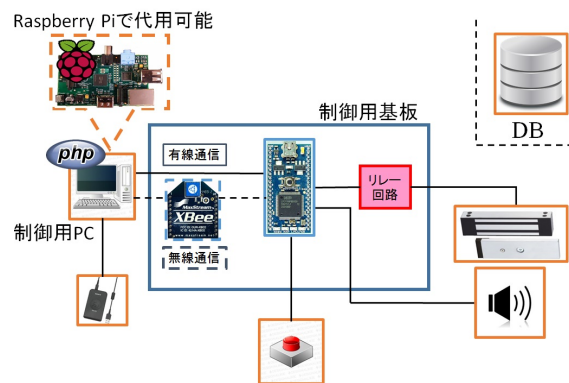 Raspberry Piで代用可能
制御用基板
DB
php
有線通信
リレー
回路
MaxStream
XBee
制御用PC
無線通信